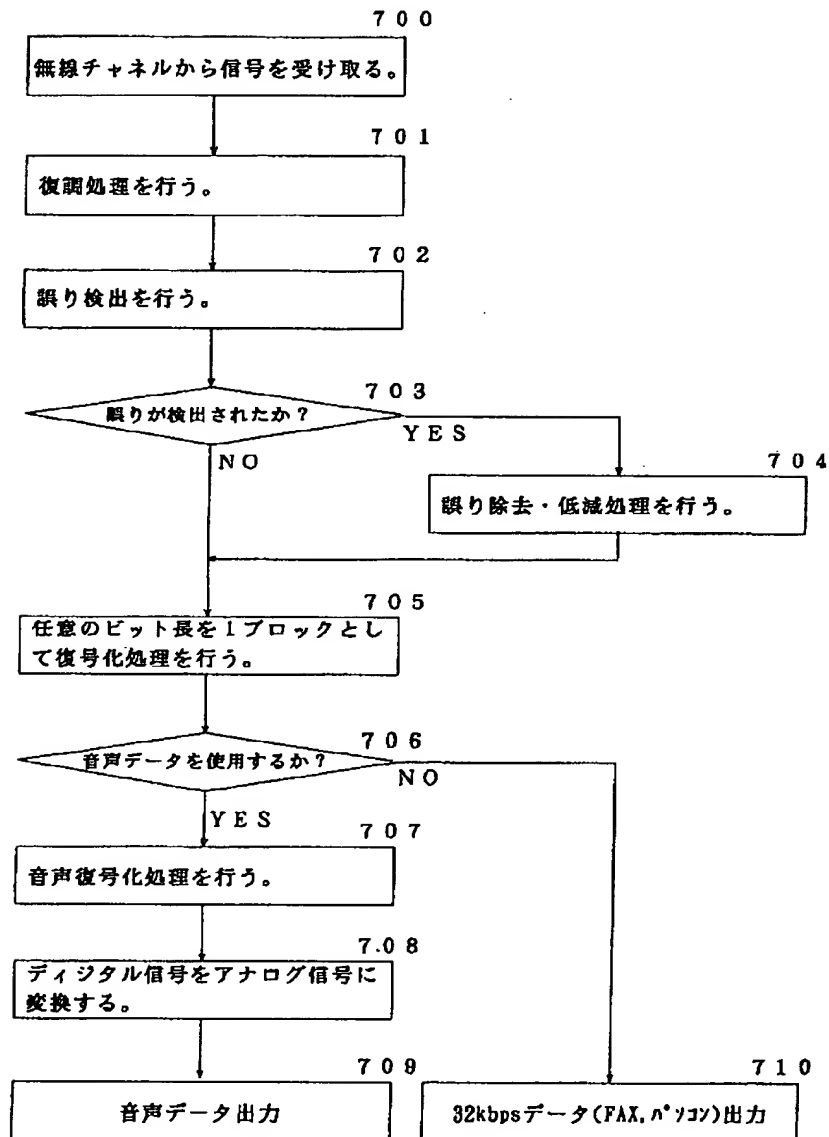 700
無線チャネルから信号を受け取る。
701
復調処理を行う。
702
誤り検出を行う。
703
誤りが検出されたか?
YES
NO
704
誤り除去・低減処理を行う。
705
任意のビット長を1ブロックとし
て復号化処理を行う。
706
音声データを使用するか?
NO
YES
707
音声復号化処理を行う。
7.08
ディジタル信号をアナログ信号に
変換する。
709
音声データ出力
710
32kbpsデータ(FAX,パソコン)出力